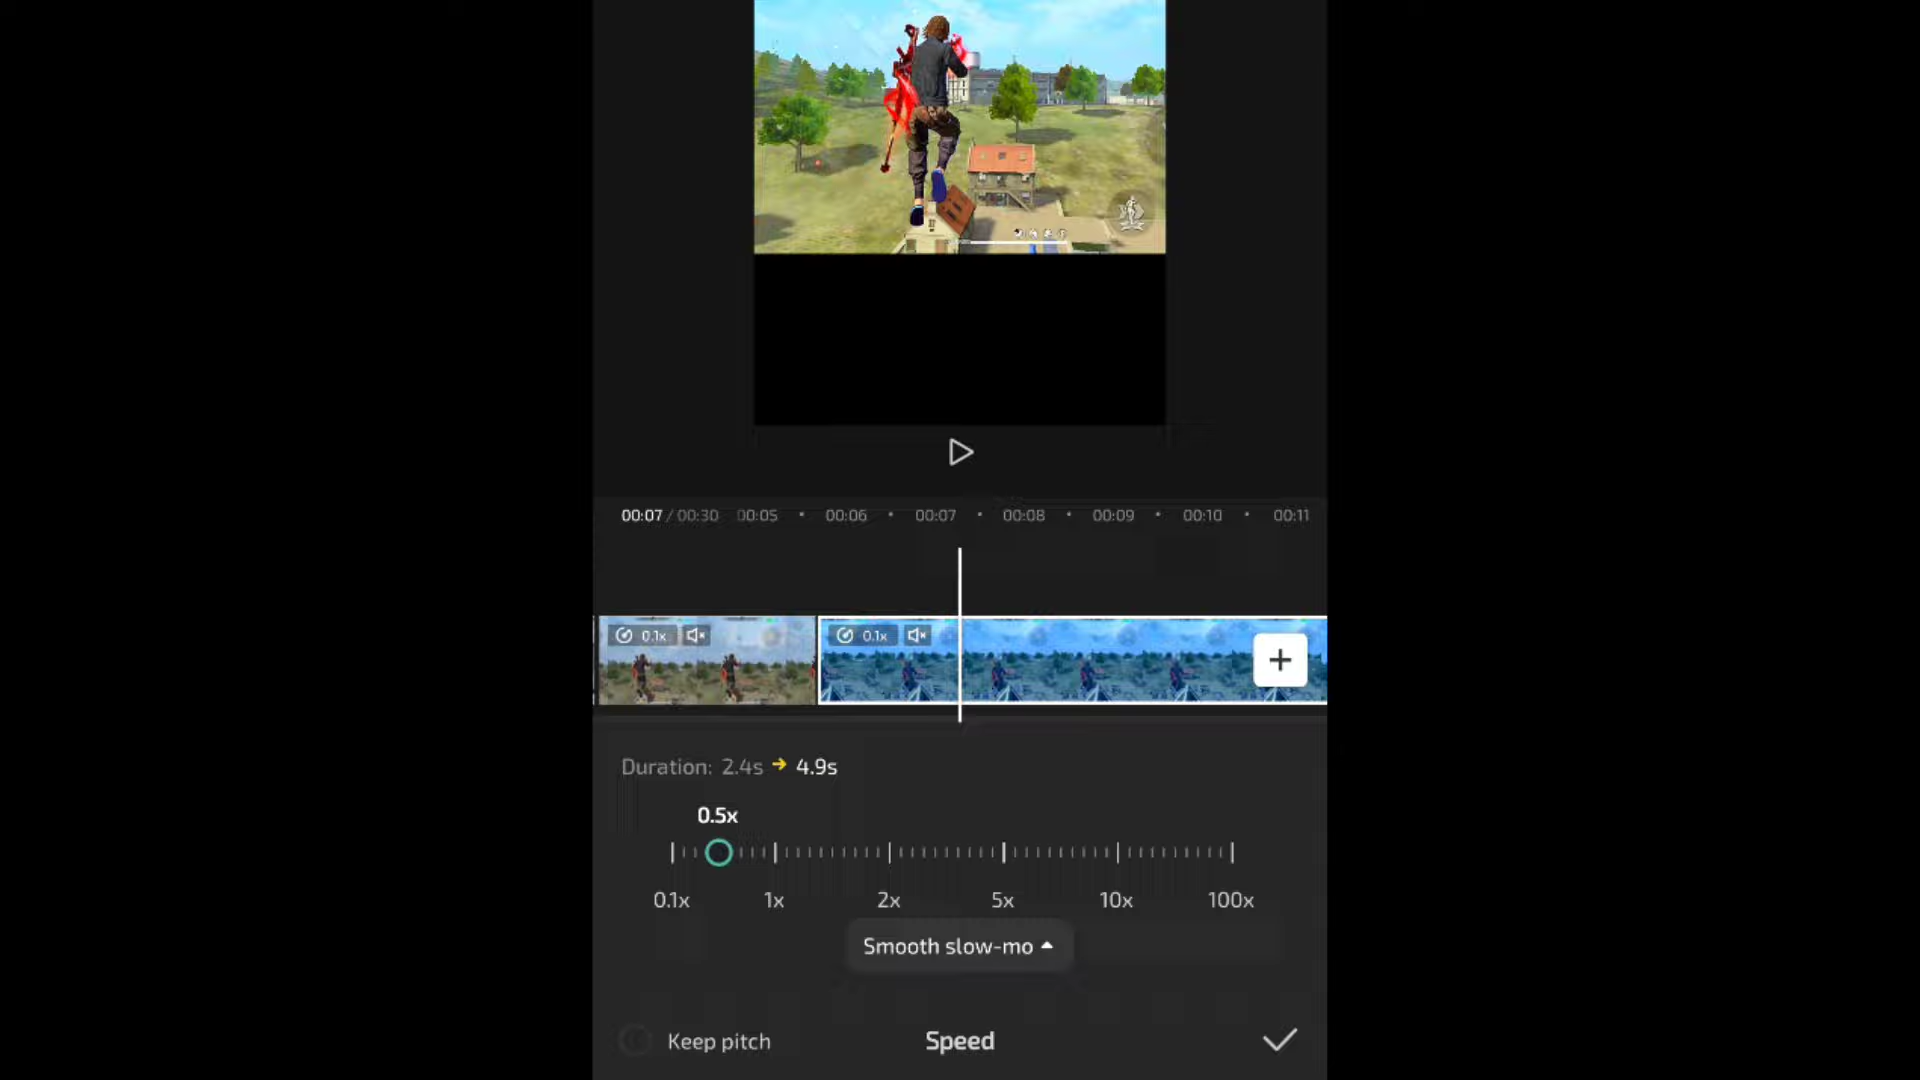 00:07 / 00:30 00:05 00:06 00:07 00:08 00:09 00:10 00:11
0.1x 0.1x
Duration: 2.4s → 4.9s
0.5x
0.1x 1x 2x 5x 10x 100x
Smooth slow-mo
Keep pitch Speed